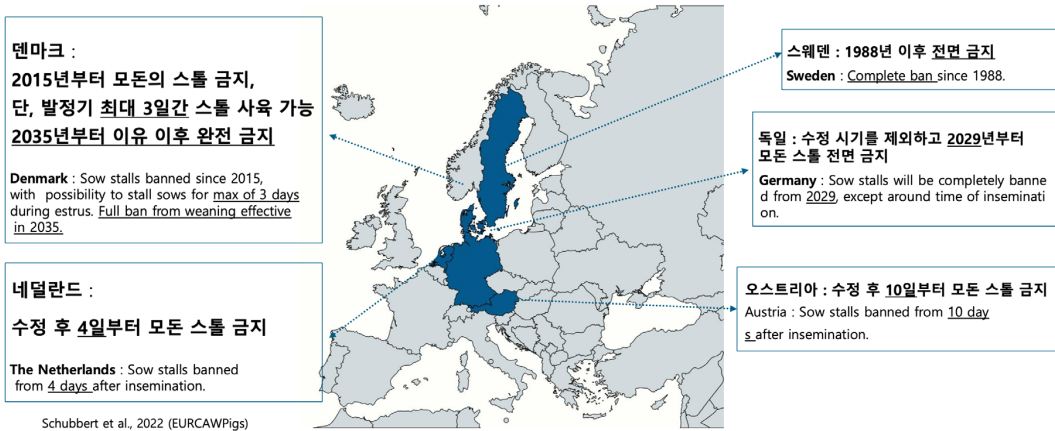 덴마크 :
2015년부터 모돈의 스톨 금지,
단, 발정기 최대 3일간 스톨 사육 가능
2035년부터 이유 이후 완전 금지
Denmark : Sow stalls banned since 2015,
with possibility to stall sows for max of 3 days
during estrus. Full ban from weaning effective
in 2035.
네덜란드 :
수정 후 4일부터 모돈 스톨 금지
The Netherlands : Sow stalls banned
from 4 days after insemination.
Schubbert et al., 2022 (EURCAWPigs)
스웨덴 : 1988년 이후 전면 금지
Sweden : Complete ban since 1988.
독일 : 수정 시기를 제외하고 2029년부터
모돈 스톨 전면 금지
Germany : Sow stalls will be completely banne
d from 2029, except around time of inseminati
on.
오스트리아 : 수정 후 10일부터 모돈 스톨 금지
Austria : Sow stalls banned from 10 day
s after insemination.